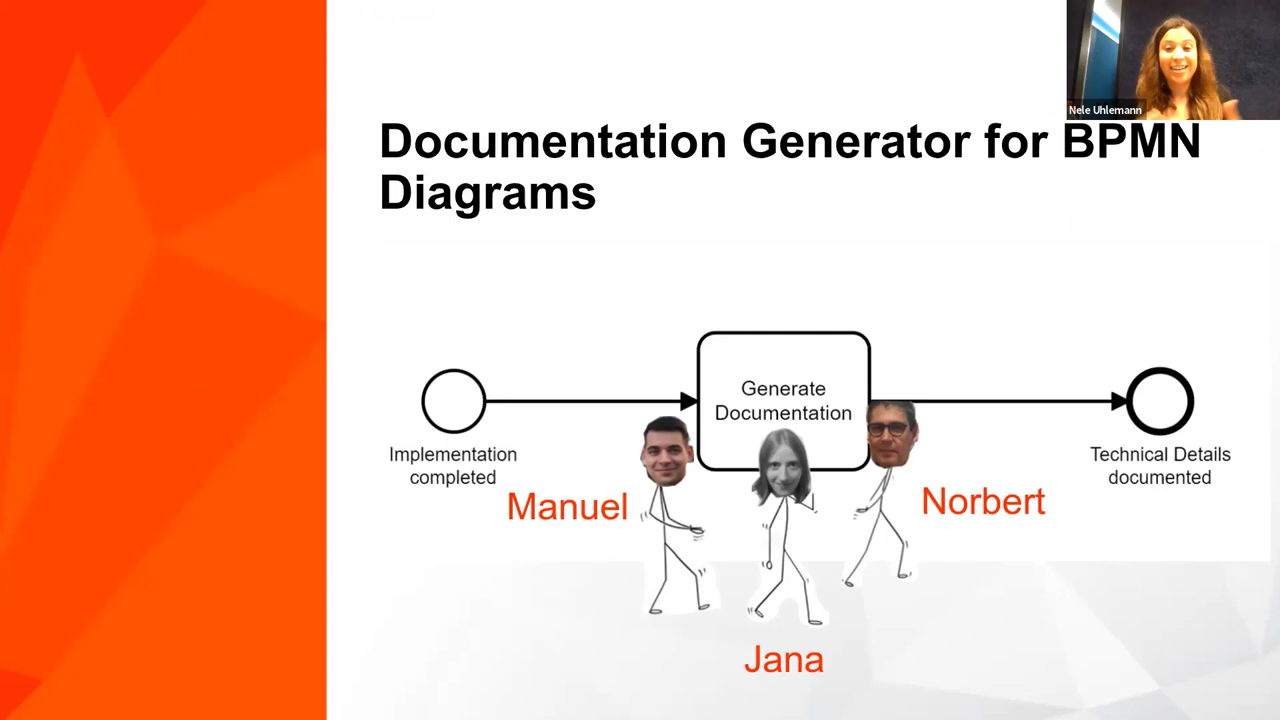 Nele Uhlemann
Documentation Generator for BPMN
Diagrams
Generate
Documentation
Implementation
completed
Technical Details
documented
Manuel
Norbert
Jana